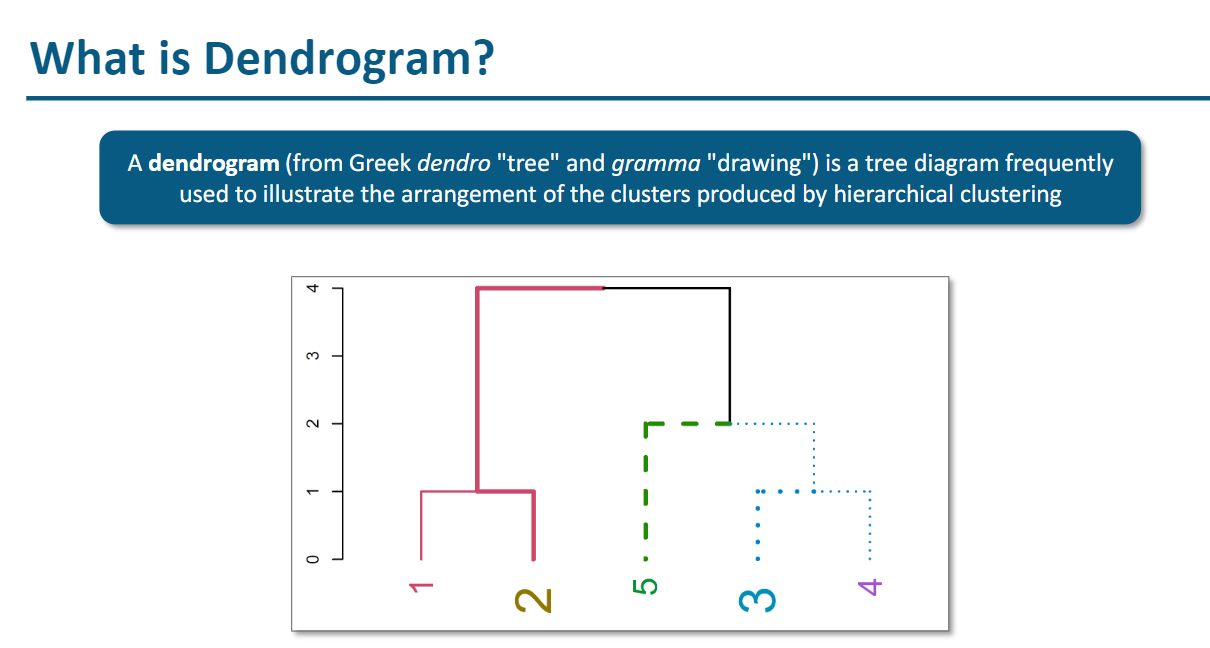 What is Dendrogram?
A dendrogram (from Greek dendro "tree" and gramma "drawing") is a tree diagram frequently
used to illustrate the arrangement of the clusters produced by hierarchical clustering
4
3
2
1
0
1 2 5 3 4